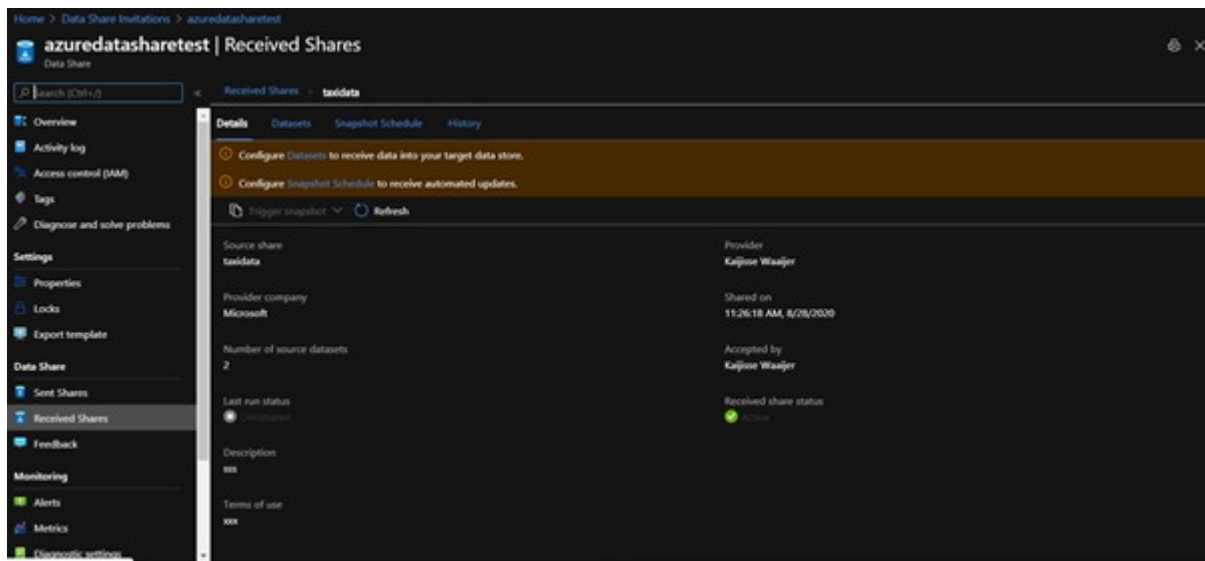 Home > Data Share Invitations > azuredatasharetest
azuredatasharetest | Received Shares
Data Share
Search (Ctrl+/)
«
Received Shares > taxidata
Overview
Activity log
Access control (IAM)
Tags
Diagnose and solve problems
Settings
Properties
Locks
Export template
Data Share
Sent Shares
Received Shares
Feedback
Monitoring
Alerts
Metrics
Diagnostic settings
Details Datasets Snapshot Schedule History
Configure Datasets to receive data into your target data store.
Configure Snapshot Schedule to receive automated updates.
Trigger snapshot Refresh
Source share
taxidata
Provider
Kaijisse Waaijer
Provider company
Microsoft
Shared on
11:26:18 AM, 8/28/2020
Number of source datasets
2
Accepted by
Kaijisse Waaijer
Last run status
Received share status
Active
Description
sss
Terms of use
xxx